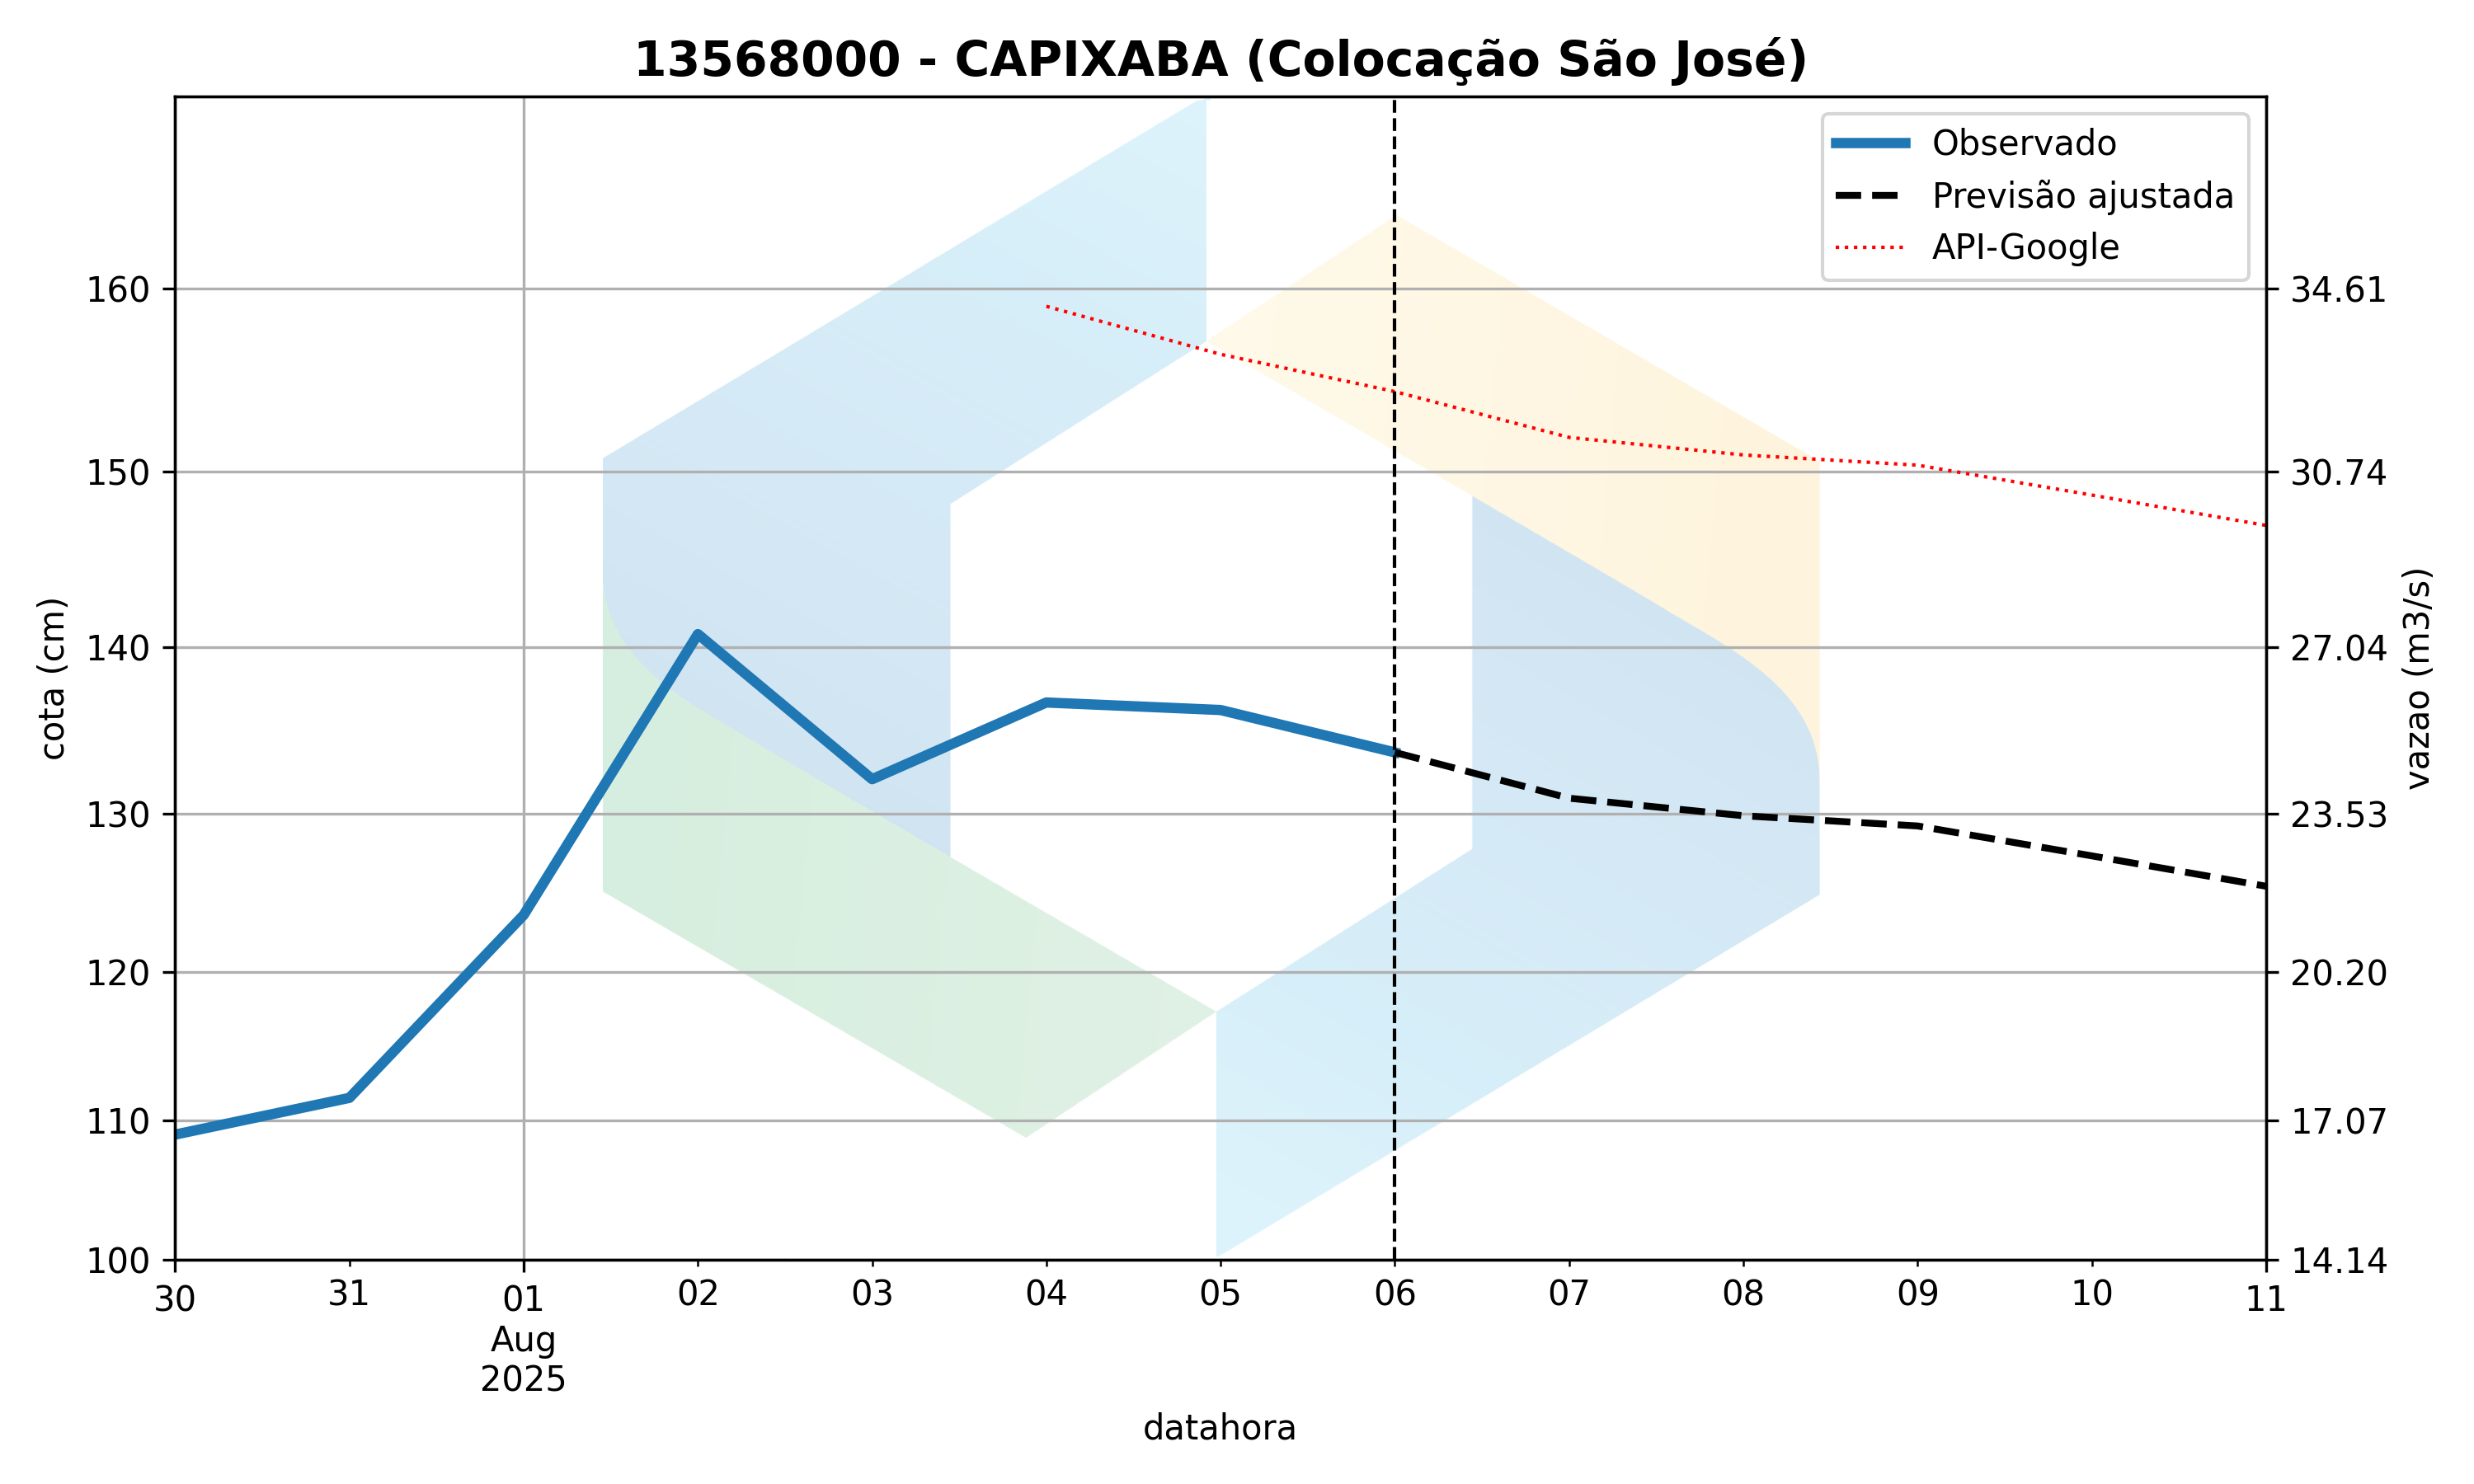 13568000 - CAPIXABA (Colocação São José)
Observado
Previsão ajustada
API-Google
160
150
140
130
120
110
100
cota (cm)
34.61
30.74
27.04
23.53
20.20
17.07
14.14
vazao (m3/s)
30 31 01 02 03 04 05 06 07 08 09 10 11
Aug
2025
datahora